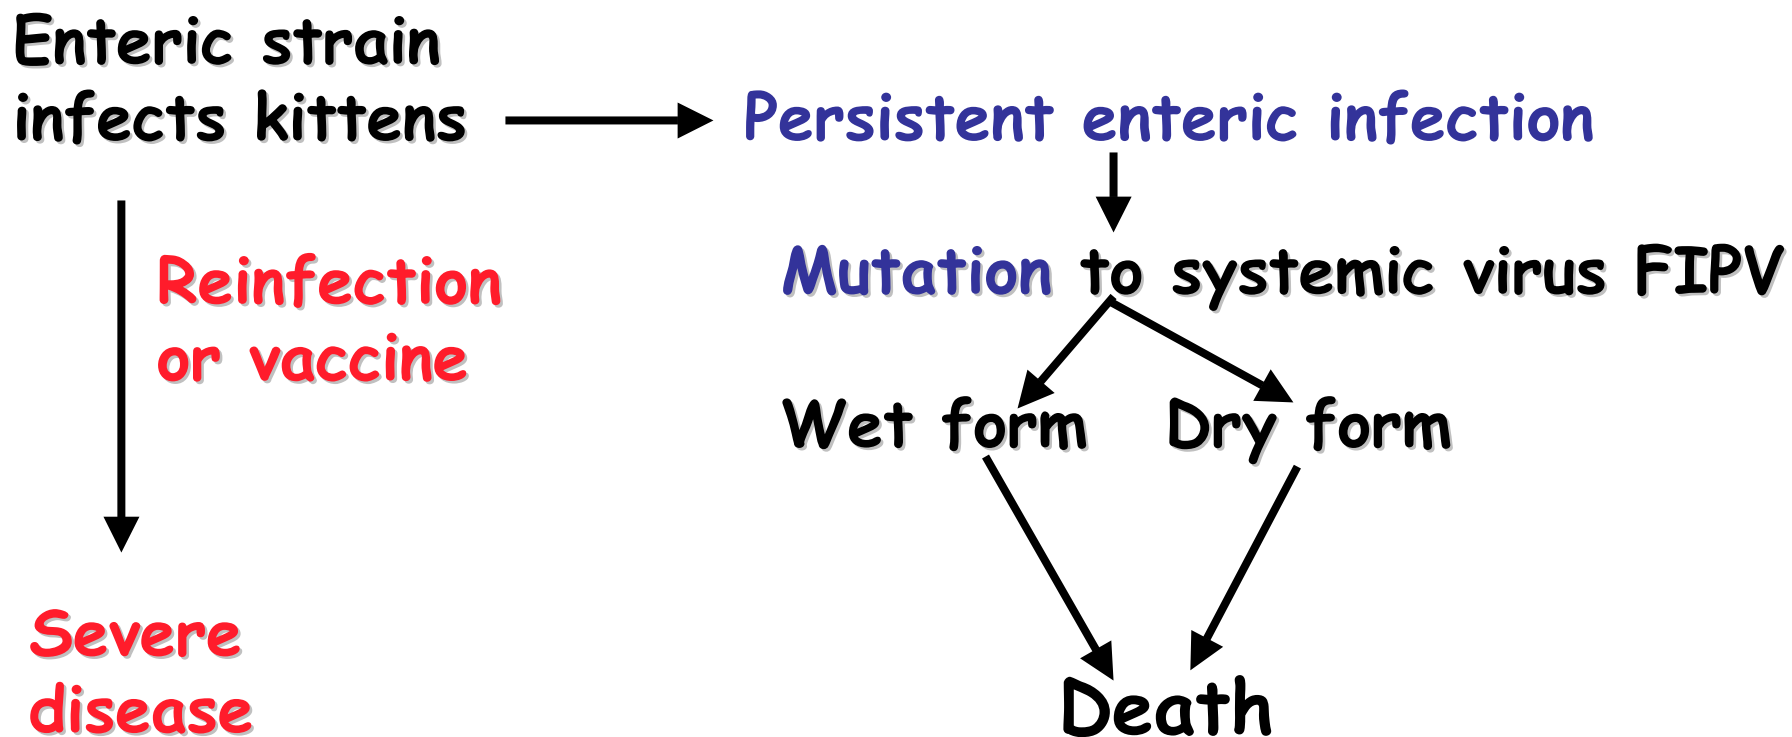 Enteric strain
infects kittens
Persistent enteric infection
Mutation to systemic virus FIPV
Reinfection
or vaccine
Wet form
Dry form
Severe
disease
Death